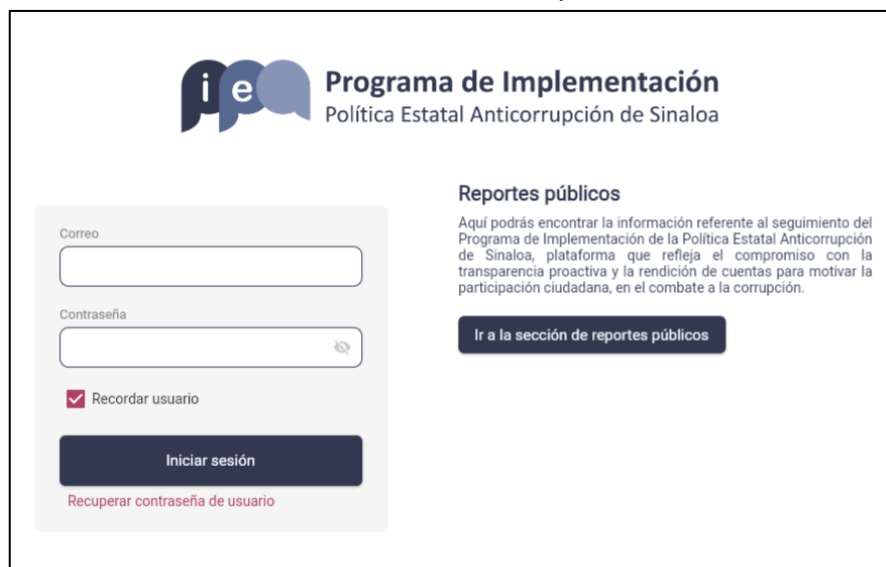 ie
Programa de Implementación
Política Estatal Anticorrupción de Sinaloa
Correo
Contraseña
Recordar usuario
Iniciar sesión
Recuperar contraseña de usuario
Reportes públicos
Aquí podrás encontrar la información referente al seguimiento del
Programa de Implementación de la Política Estatal Anticorrupción
de Sinaloa, plataforma que refleja el compromiso con la
transparencia proactiva y la rendición de cuentas para motivar la
participación ciudadana, en el combate a la corrupción.
Ir a la sección de reportes públicos